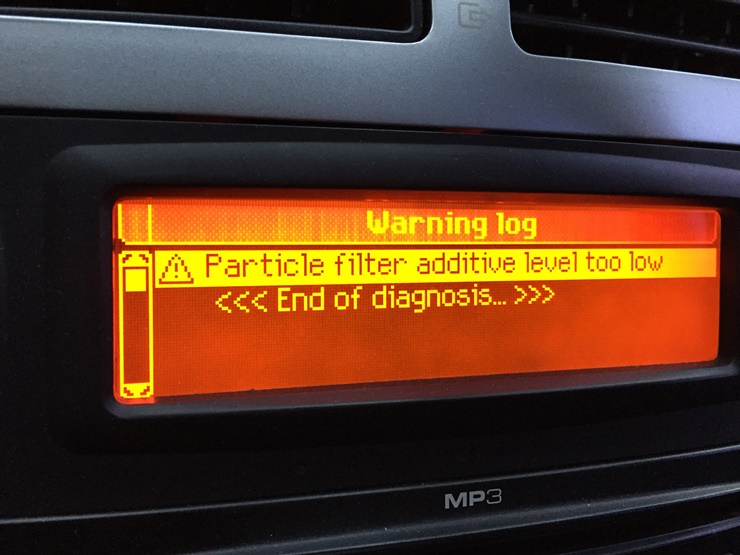 Warning log
Particle filter additive level too low
<<< End of diagnosis... >>>
MP3